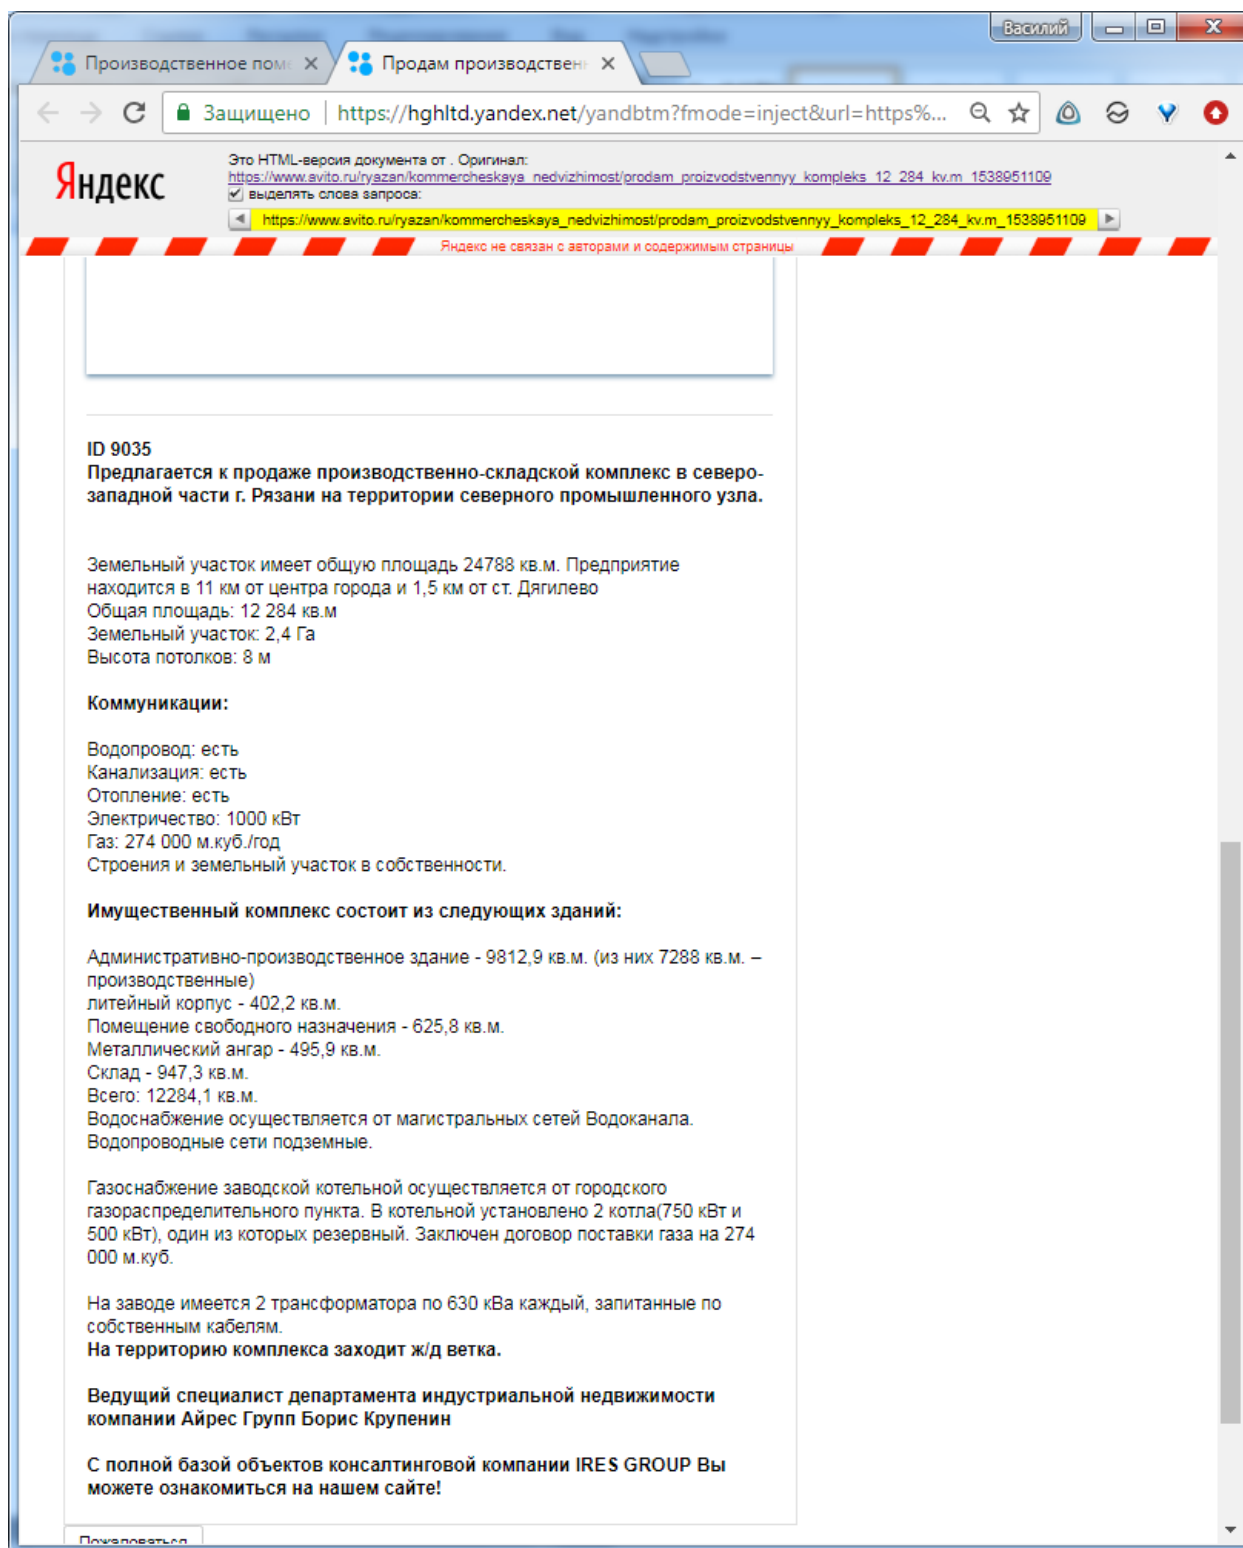 Василий
Производственное пом
Продам производствен
Защищено
https://hghltd.yandex.net/yandbtm?fmode=inject&url=https%...
Яндекс
Это HTML-версия документа от . Оригинал:
https://www.avito.ru/ryazan/kommercheskaya_nedvizhimost/prodam_proizvodstvennyy_kompleks_12_284_kv.m_1538951109
выделять слова запроса:
https://www.avito.ru/ryazan/kommercheskaya_nedvizhimost/prodam_proizvodstvennyy_kompleks_12_284_kv.m_1538951109
Яндекс не связан с авторами и содержимым страницы
ID 9035
Предлагается к продаже производственно-складской комплекс в северо-
западной части г. Рязани на территории северного промышленного узла.
Земельный участок имеет общую площадь 24788 кв.м. Предприятие
находится в 11 км от центра города и 1,5 км от ст. Дягилево
Общая площадь: 12 284 кв.м
Земельный участок: 2,4 Га
Высота потолков: 8 м
Коммуникации:
Водопровод: есть
Канализация: есть
Отопление: есть
Электричество: 1000 кВт
Газ: 274 000 м.куб./год
Строения и земельный участок в собственности.
Имущественный комплекс состоит из следующих зданий:
Административно-производственное здание - 9812,9 кв.м. (из них 7288 кв.м. –
производственные)
литейный корпус - 402,2 кв.м.
Помещение свободного назначения - 625,8 кв.м.
Металлический ангар - 495,9 кв.м.
Склад - 947,3 кв.м.
Всего: 12284,1 кв.м.
Водоснабжение осуществляется от магистральных сетей Водоканала.
Водопроводные сети подземные.
Газоснабжение заводской котельной осуществляется от городского
газораспределительного пункта. В котельной установлено 2 котла(750 кВт и
500 кВт), один из которых резервный. Заключен договор поставки газа на 274
000 м.куб.
На заводе имеется 2 трансформатора по 630 кВа каждый, запитанные по
собственным кабелям.
На территорию комплекса заходит ж/д ветка.
Ведущий специалист департамента индустриальной недвижимости
компании Айрес Групп Борис Крупенин
С полной базой объектов консалтинговой компании IRES GROUP Вы
можете ознакомиться на нашем сайте!
Пожаловаться